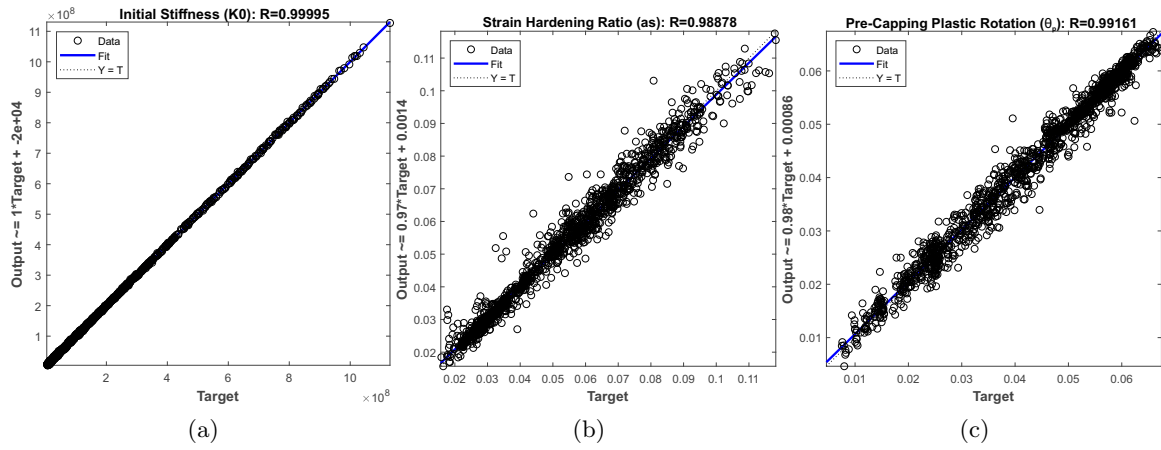 Initial Stiffness (K0): R=0.99995
×10⁸
11
10
9
8
7
6
5
4
3
2
1
Output ~= 1*Target + -2e+04
Data
Fit
Y = T
2
4
6
8
10
×10⁸
Target
(a)
Strain Hardening Ratio (as): R=0.98878
0.11
0.1
0.09
0.08
0.07
0.06
0.05
0.04
0.03
0.02
Output ~= 0.97*Target + 0.0014
Data
Fit
Y = T
0.02
0.03
0.04
0.05
0.06
0.07
0.08
0.09
0.1
0.11
Target
(b)
Pre-Capping Plastic Rotation (θp): R=0.99161
0.06
0.05
0.04
0.03
0.02
0.01
Output ~= 0.98*Target + 0.00086
Data
Fit
Y = T
0.01
0.02
0.03
0.04
0.05
0.06
Target
(c)